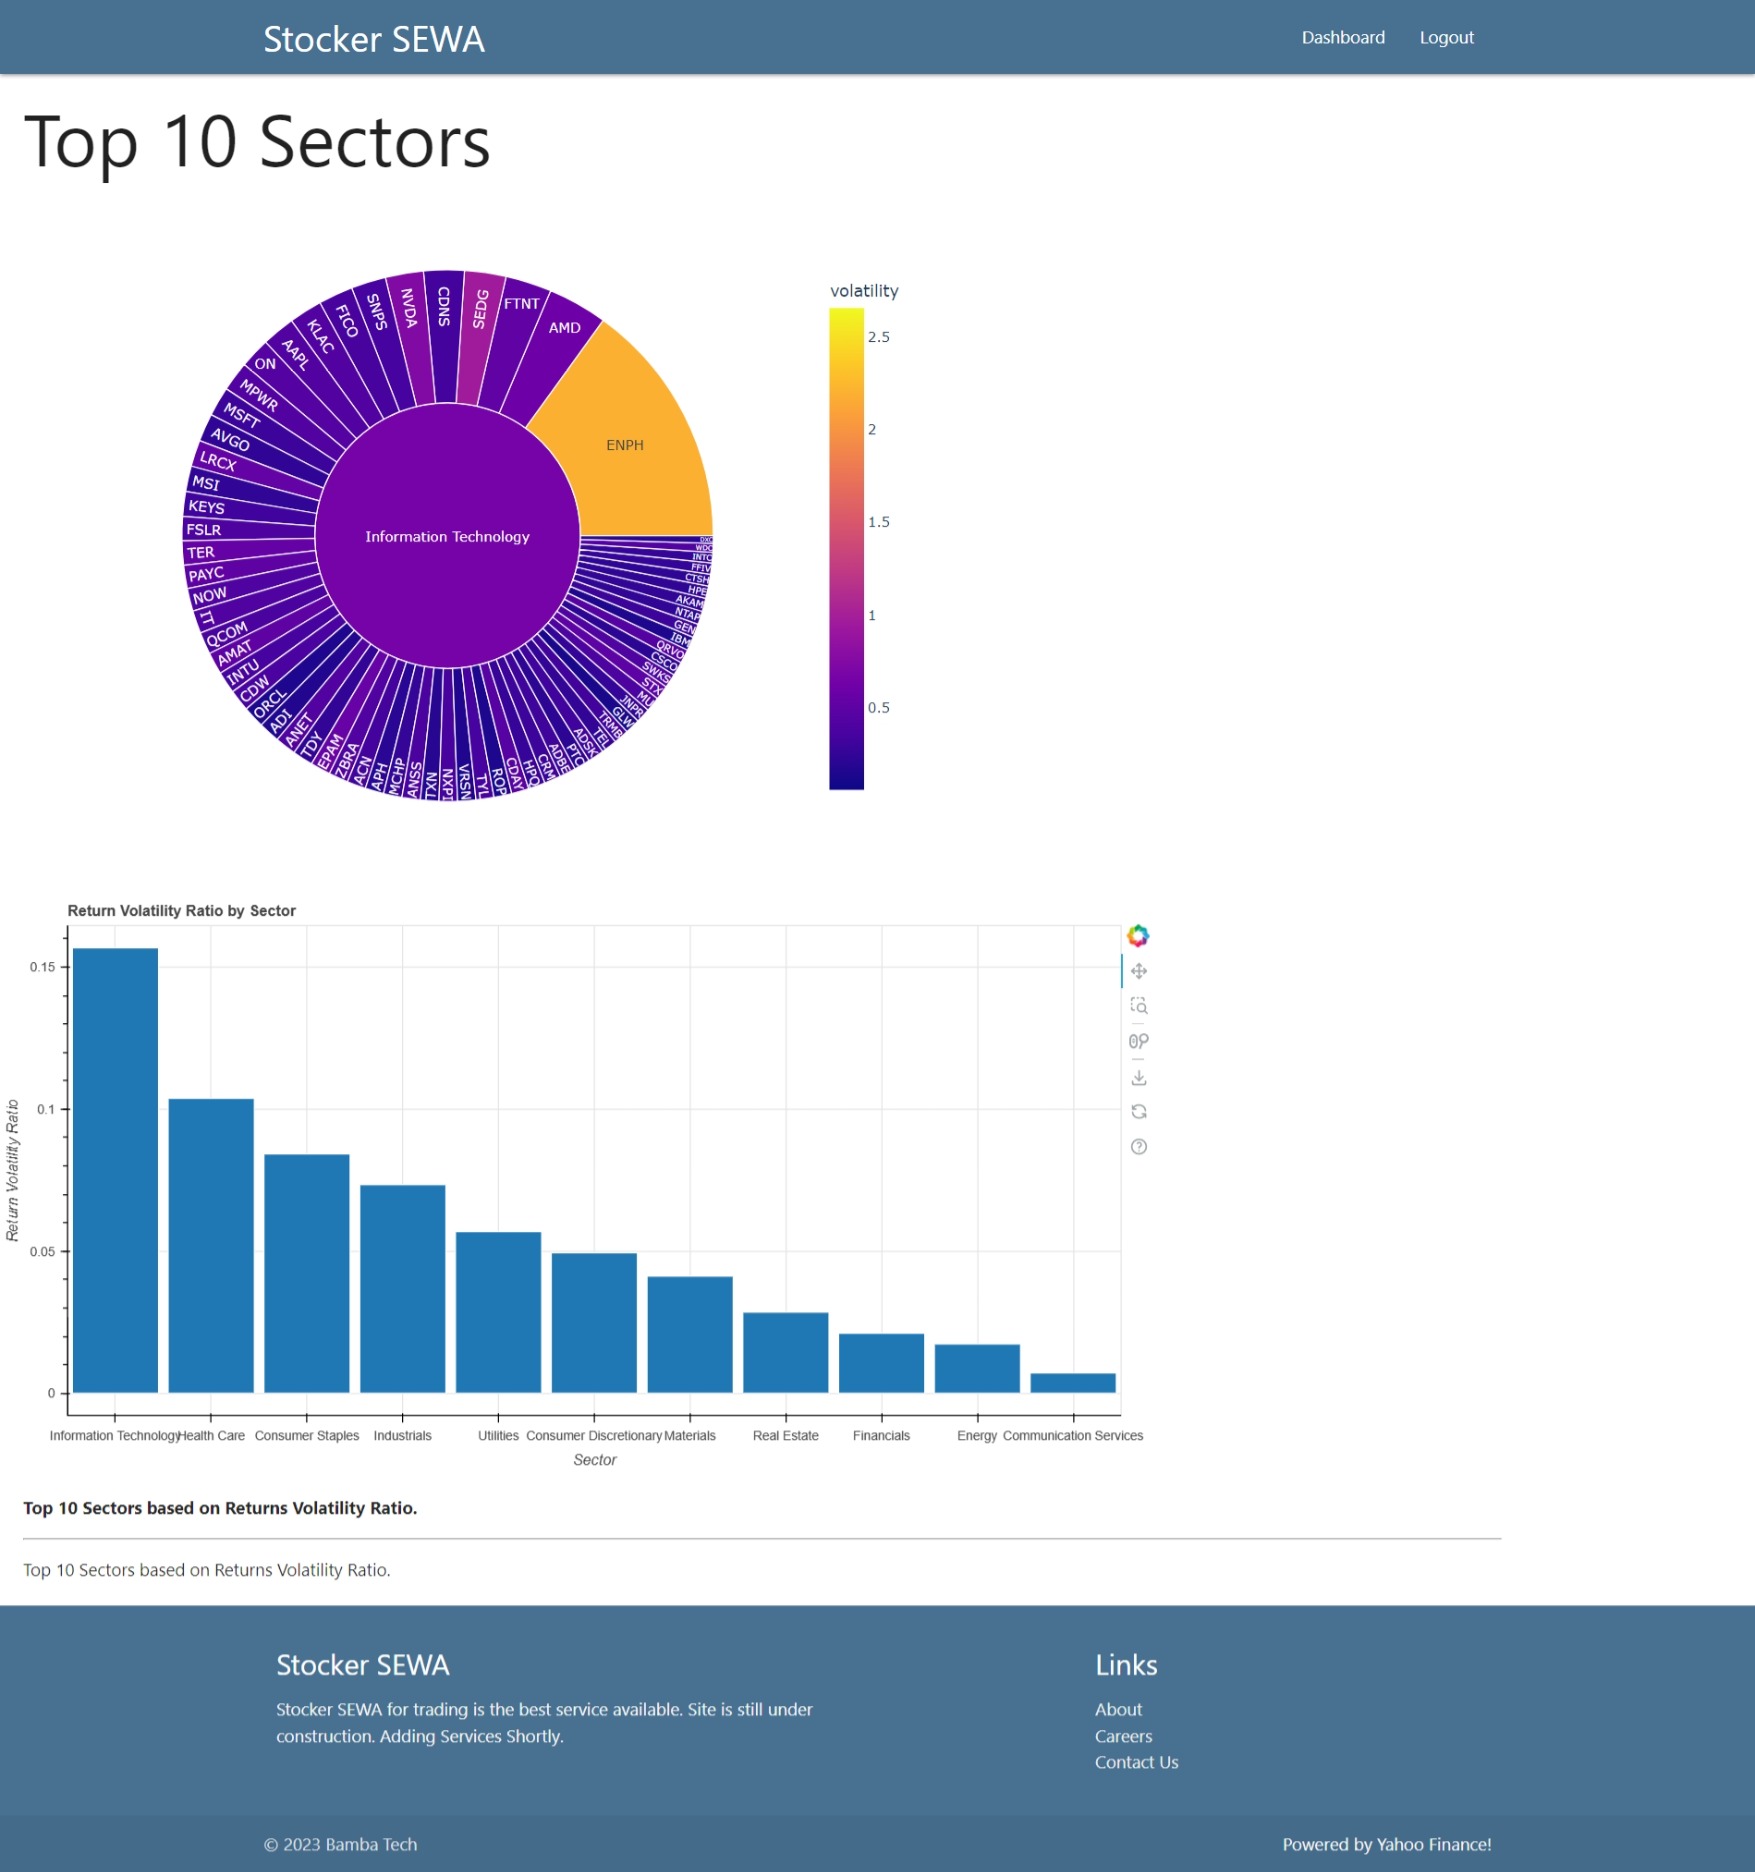 Stocker SEWA
Dashboard
Logout
Top 10 Sectors
ENPH
AMD
FTNT
SEDG
CDNS
NVDA
SNPS
FICO
KLAC
AAPL
ON
MPWR
MSFT
AVGO
LRCX
MSI
KEYS
FSLR
TER
PAYC
NOW
IT
QCOM
AMAT
INTU
CDW
ORCL
ADI
ANET
TDY
EPAM
ZBRA
ACN
APH
MCHP
ANSS
TXN
NXPI
VRSN
TYL
ROP
CDAY
HPQ
CRM
ADBE
PTC
ADSK
TEL
TRMB
GLW
JNPR
MU
STX
SWKS
CSCO
QRVO
IBM
GEN
NTAP
AKAM
HPE
CTSH
FFIV
INTC
WDC
DXC
Information Technology
volatility
2.5
2
1.5
1
0.5
Return Volatility Ratio by Sector
Return Volatility Ratio
0.15
0.1
0.05
0
Information Technology
Health Care
Consumer Staples
Industrials
Utilities
Consumer Discretionary
Materials
Real Estate
Financials
Energy
Communication Services
Sector
Top 10 Sectors based on Returns Volatility Ratio.
Top 10 Sectors based on Returns Volatility Ratio.
Stocker SEWA
Stocker SEWA for trading is the best service available. Site is still under
construction. Adding Services Shortly.
Links
About
Careers
Contact Us
© 2023 Bamba Tech
Powered by Yahoo Finance!